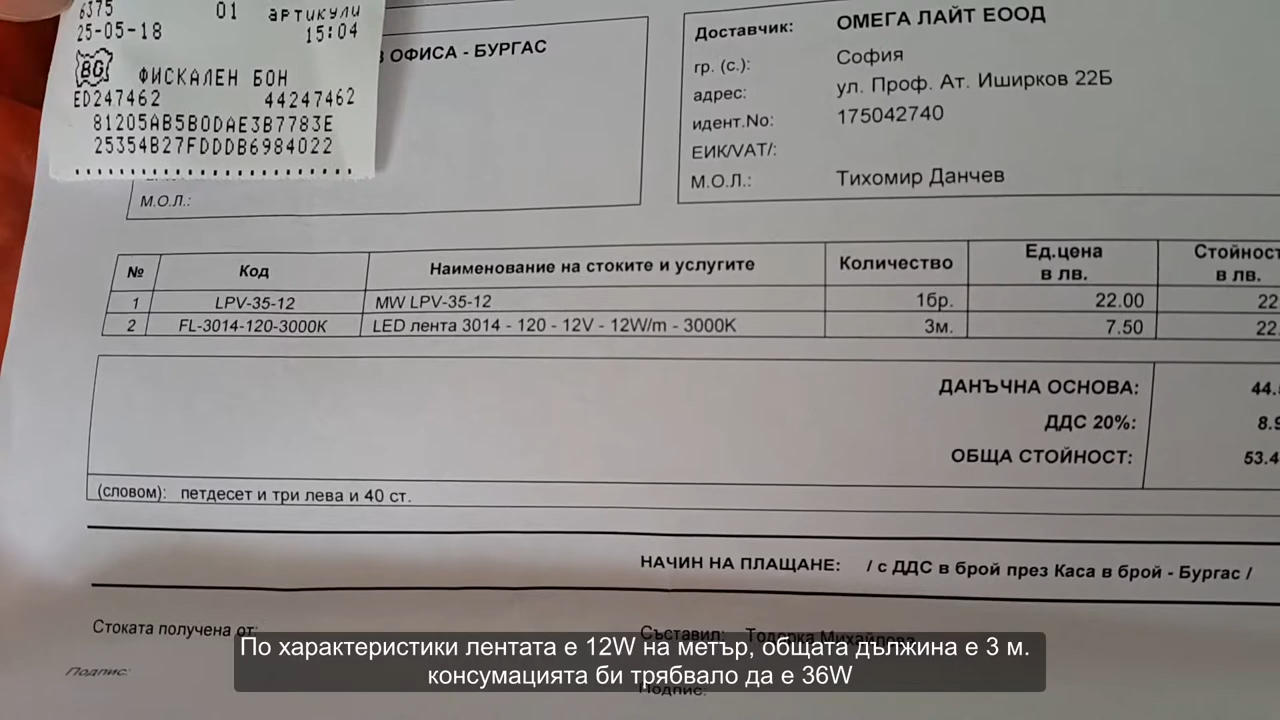 6375 01 артикули
25-05-18 15:04
BG ФИСКАЛЕН БОН
ED247462 44247462
81205AB5B0DAE3B7783E
25354B27FDDDB6984022
ОФИСА - БУРГАС
М.О.Л.:
Доставчик: ОМЕГА ЛАЙТ ЕООД
гр. (с.): София
адрес: ул. Проф. Ат. Иширков 22Б
идент.No: 175042740
ЕИК/VAT/:
М.О.Л.: Тихомир Данчев
№ Код Наименование на стоките и услугите Количество Ед.цена в лв. Стойност в лв.
1 LPV-35-12 MW LPV-35-12 1бр. 22.00 22
2 FL-3014-120-3000K LED лента 3014 - 120 - 12V - 12W/m - 3000K 3м. 7.50 22.
ДАНЪЧНА ОСНОВА: 44.
ДДС 20%: 8.9
ОБЩА СТОЙНОСТ: 53.4
(словом): петдесет и три лева и 40 ст.
НАЧИН НА ПЛАЩАНЕ: / с ДДС в брой през Каса в брой - Бургас /
Стоката получена от:
Съставил: Тодорка Михайлова
Подпис:
Подпис:
По характеристики лентата е 12W на метър, общата дължина е 3 м.
консумацията би трябвало да е 36W